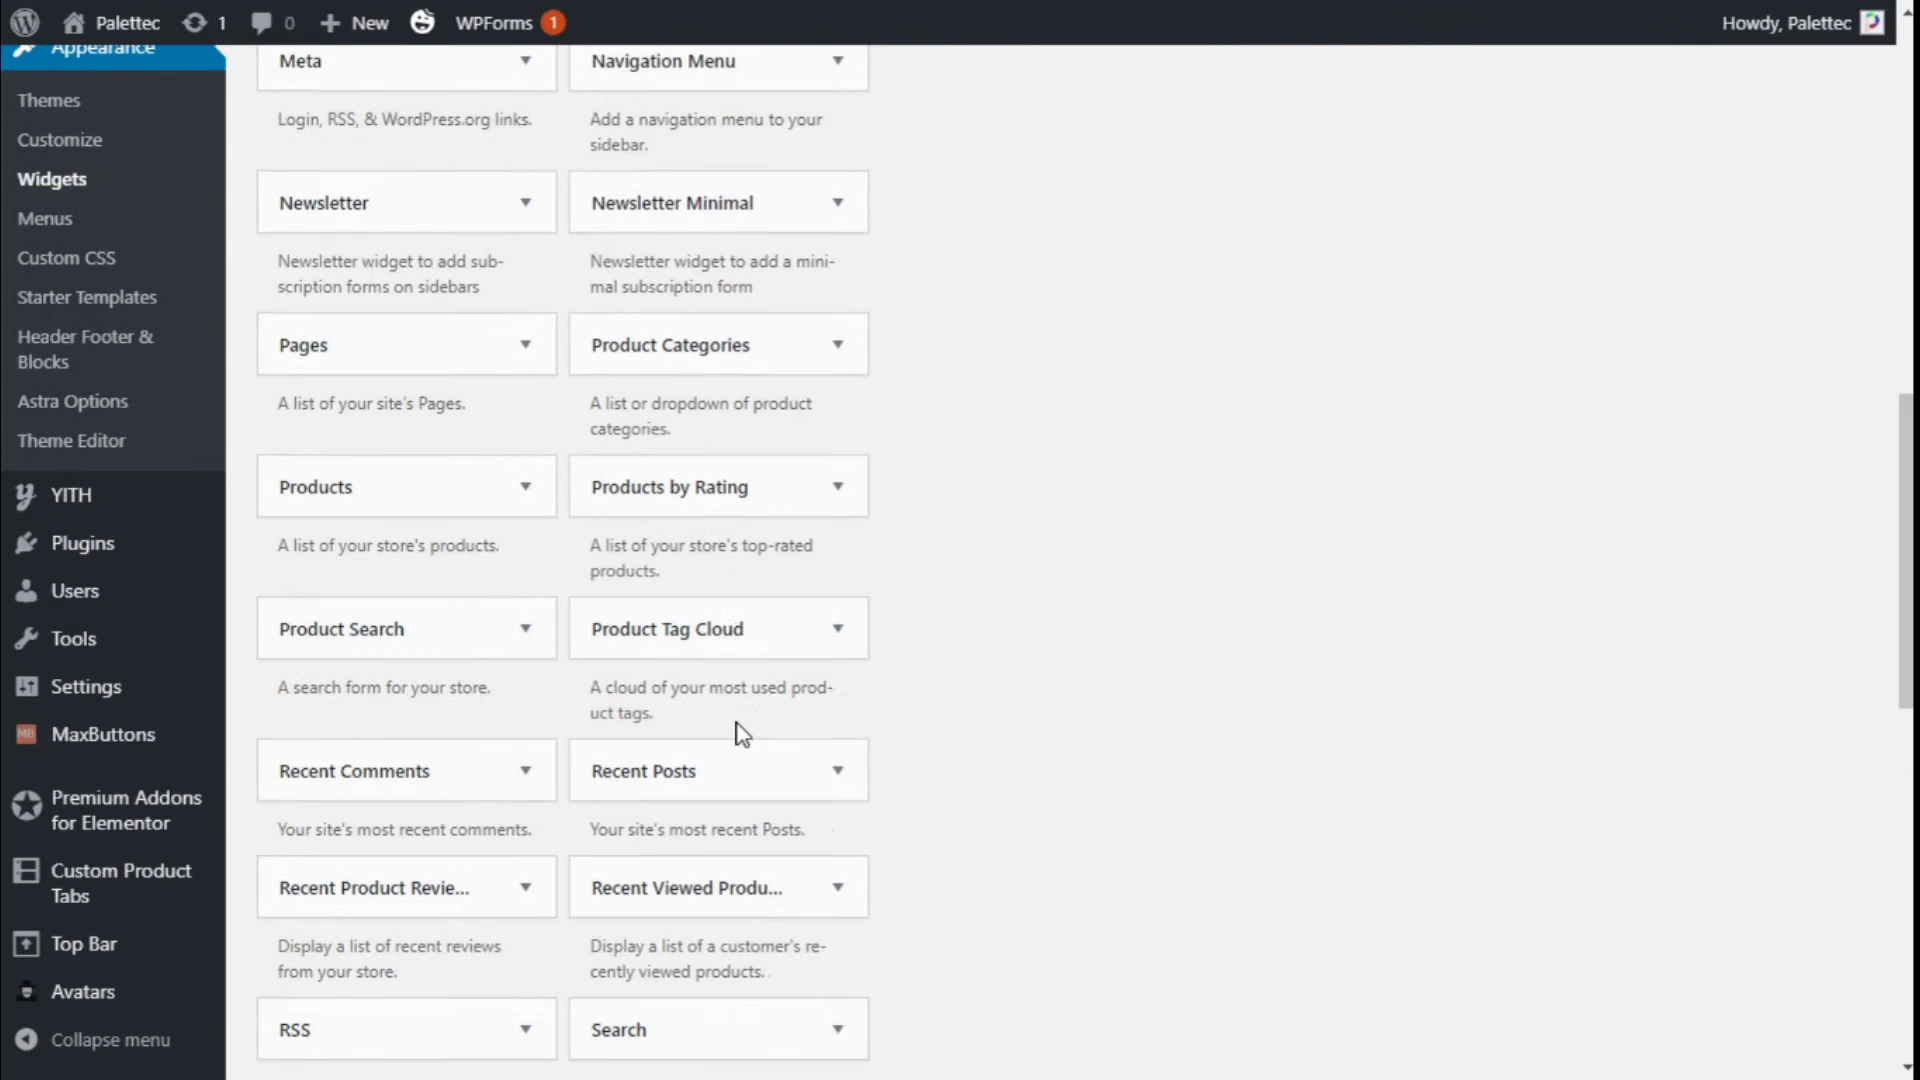 Palettec 1 0 New WPForms 1 Howdy, Palettec
Appearance
Themes
Customize
Widgets
Menus
Custom CSS
Starter Templates
Header Footer &
Blocks
Astra Options
Theme Editor
YITH
Plugins
Users
Tools
Settings
MB MaxButtons
Premium Addons
for Elementor
Custom Product
Tabs
Top Bar
Avatars
Collapse menu
Meta
Navigation Menu
Login, RSS, & WordPress.org links.
Add a navigation menu to your
sidebar.
Newsletter
Newsletter Minimal
Newsletter widget to add sub-
scription forms on sidebars
Newsletter widget to add a mini-
mal subscription form
Pages
Product Categories
A list of your site's Pages.
A list or dropdown of product
categories.
Products
Products by Rating
A list of your store's products.
A list of your store's top-rated
products.
Product Search
Product Tag Cloud
A search form for your store.
A cloud of your most used prod-
uct tags.
Recent Comments
Recent Posts
Your site's most recent comments.
Your site's most recent Posts.
Recent Product Revie...
Recent Viewed Produ...
Display a list of recent reviews
from your store.
Display a list of a customer's re-
cently viewed products.
RSS
Search